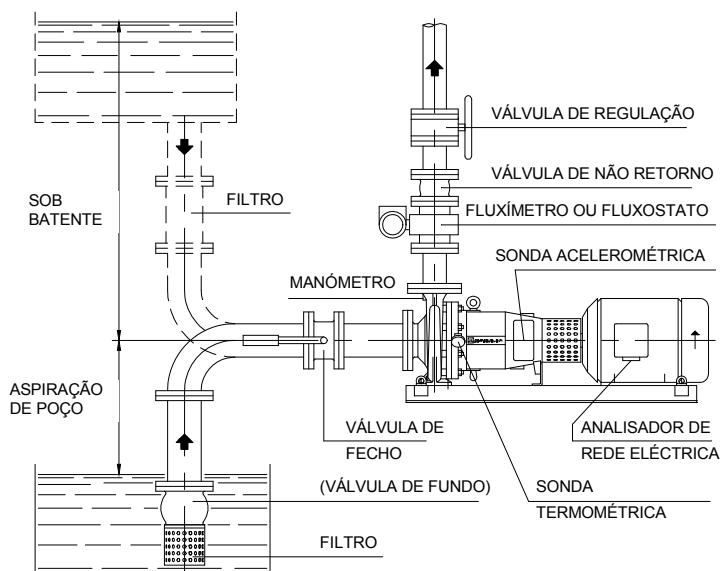 VÁLVULA DE REGULAÇÃO
VÁLVULA DE NÃO RETORNO
SOB
BATENTE
FILTRO
FLUXÍMETRO OU FLUXOSTATO
SONDA ACELEROMÉTRICA
MANÓMETRO
ASPIRAÇÃO
DE POÇO
VÁLVULA DE
FECHO
ANALISADOR DE
REDE ELÉCTRICA
(VÁLVULA DE FUNDO)
SONDA
TERMOMÉTRICA
FILTRO